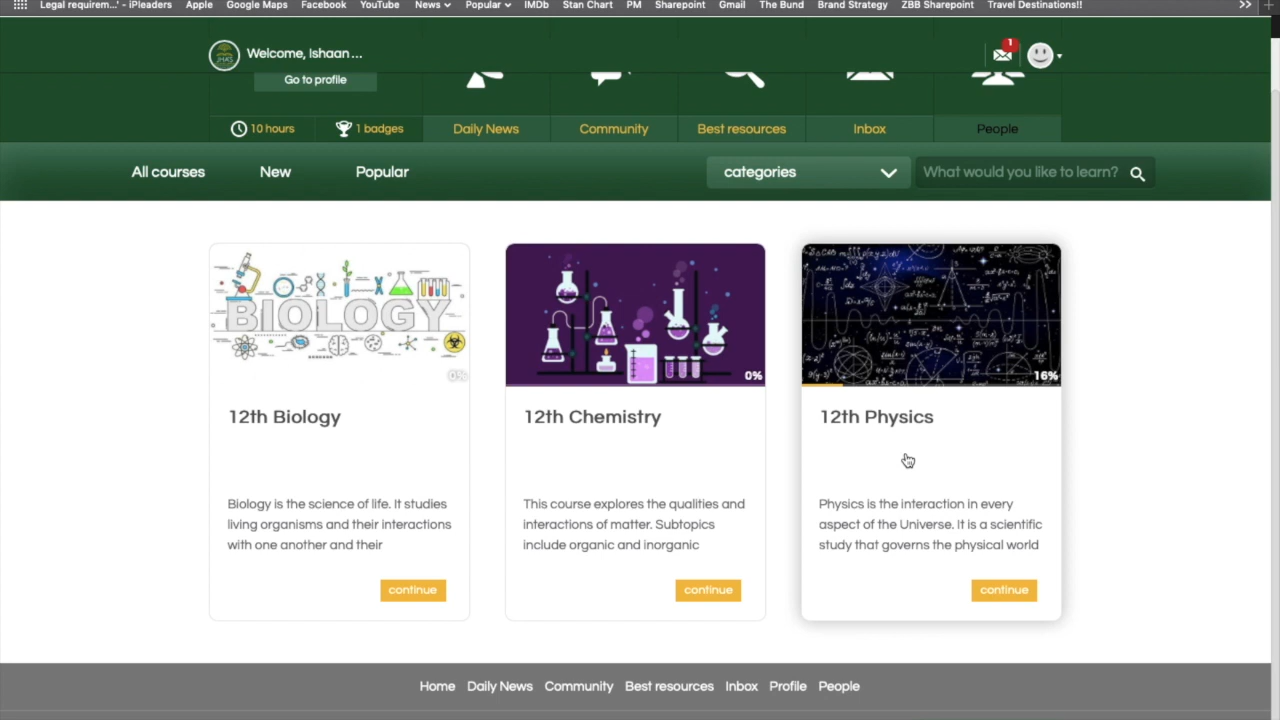 Legal requirem...' - iPleaders Apple Google Maps Facebook YouTube News Popular IMDb Stan Chart PM Sharepoint Gmail The Bund Brand Strategy ZBB Sharepoint Travel Destinations!!
JHAS
Welcome, Ishaan ...
1
Go to profile
10 hours 1 badges Daily News Community Best resources Inbox People
All courses New Popular categories What would you like to learn?
BIOLOGY
0% 0% 16%
12th Biology
Biology is the science of life. It studies
living organisms and their interactions
with one another and their
continue
12th Chemistry
This course explores the qualities and
interactions of matter. Subtopics
include organic and inorganic
continue
12th Physics
Physics is the interaction in every
aspect of the Universe. It is a scientific
study that governs the physical world
continue
Home Daily News Community Best resources Inbox Profile People